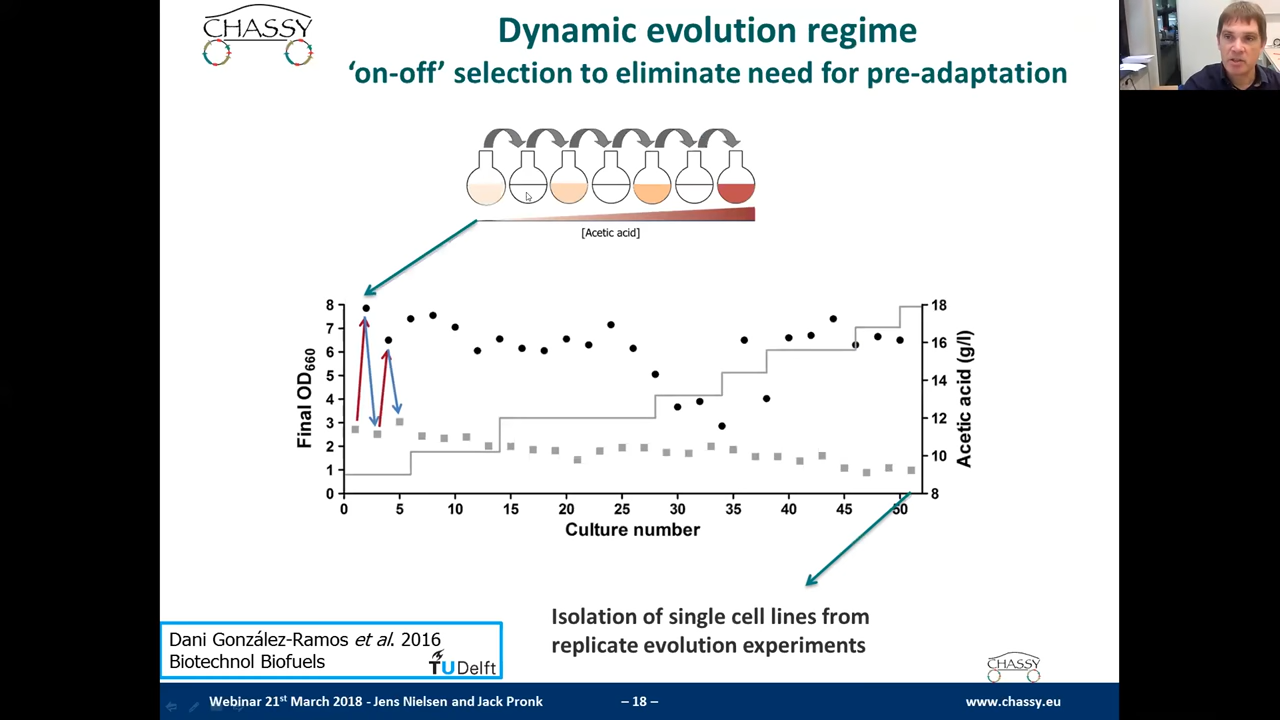 CHASSY
Dynamic evolution regime
‘on-off’ selection to eliminate need for pre-adaptation
[Acetic acid]
8
7
6
5
4
3
2
1
0
Final OD660
18
16
14
12
10
8
Acetic acid (g/l)
0 5 10 15 20 25 30 35 40 45 50
Culture number
Isolation of single cell lines from
replicate evolution experiments
Dani González-Ramos et al. 2016
Biotechnol Biofuels
TU Delft
CHASSY
Webinar 21st March 2018 - Jens Nielsen and Jack Pronk – 18 – www.chassy.eu